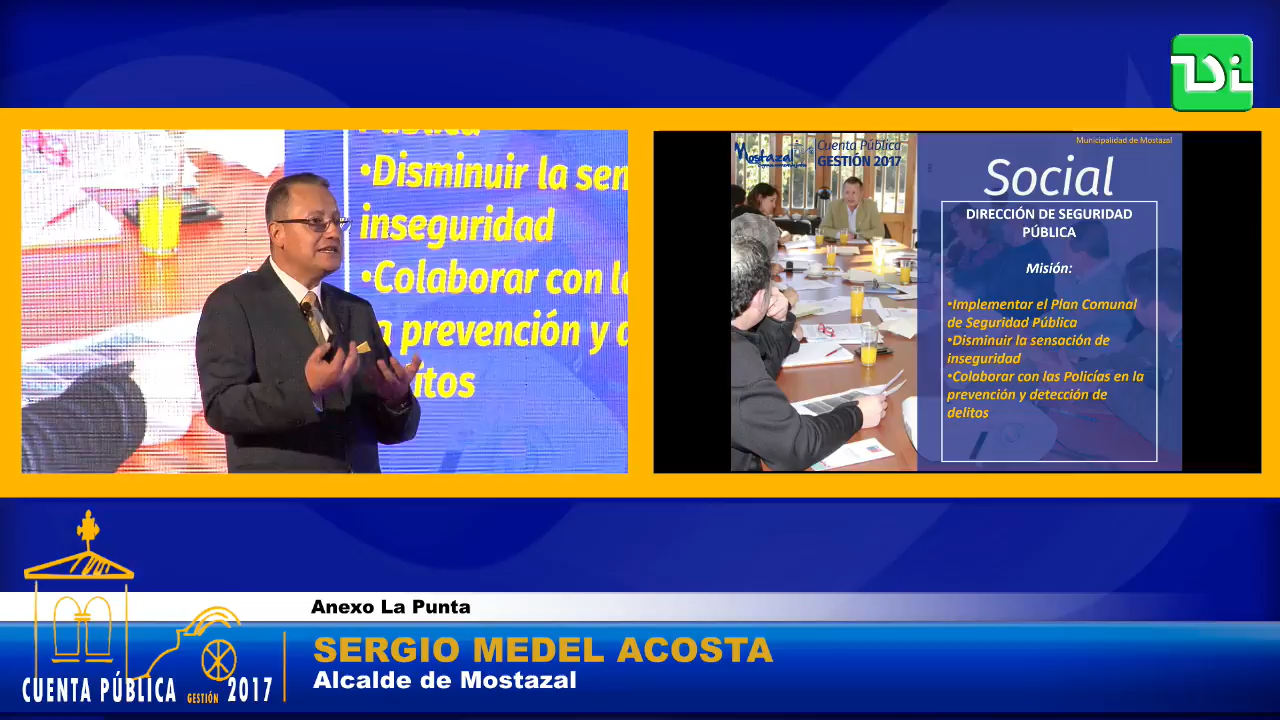 TDi
Pública
•Disminuir la sen
inseguridad
•Colaborar con l
a prevención y d
itos
Mostazal
Cuenta Pública
GESTIÓN 2017
Municipalidad de Mostazal
Social
DIRECCIÓN DE SEGURIDAD
PÚBLICA
Misión:
•Implementar el Plan Comunal
de Seguridad Pública
•Disminuir la sensación de
inseguridad
•Colaborar con las Policías en la
prevención y detección de
delitos
Anexo La Punta
SERGIO MEDEL ACOSTA
Alcalde de Mostazal
CUENTA PÚBLICA GESTIÓN 2017